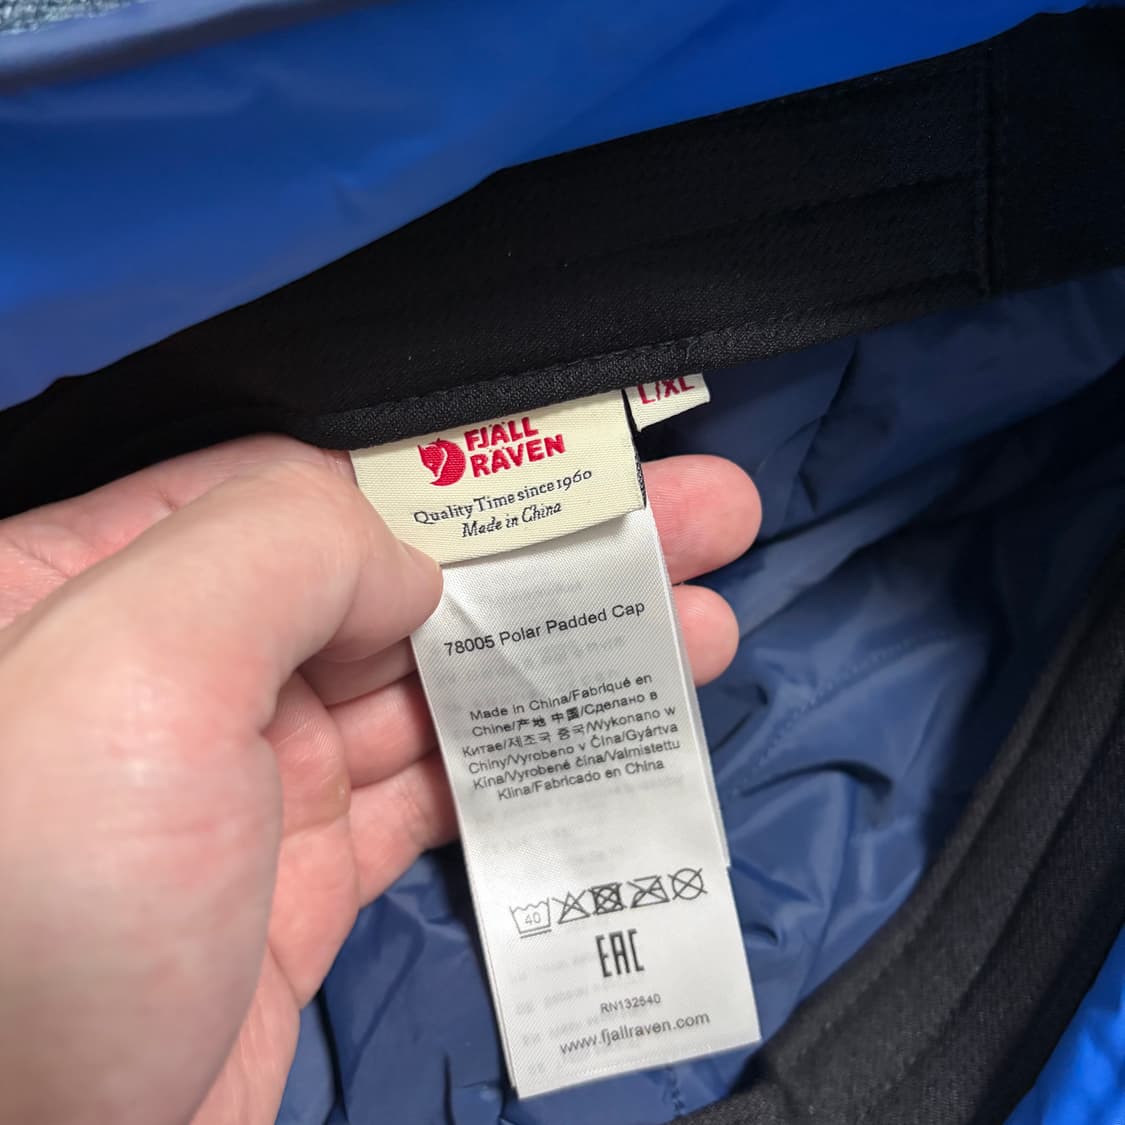 L/XL
FJÄLL
RÄVEN
Quality Time since 1960
Made in China
78005 Polar Padded Cap
Made in China/Fabriqué en
Chine/产地 中国/Сделано в
Китае/제조국 중국/Wykonano w
Chiny/Vyrobeno v Čína/Gyártva
Kína/Vyrobené čína/Valmistettu
Kiina/Fabricado en China
40
EAC
RN132540
www.fjallraven.com